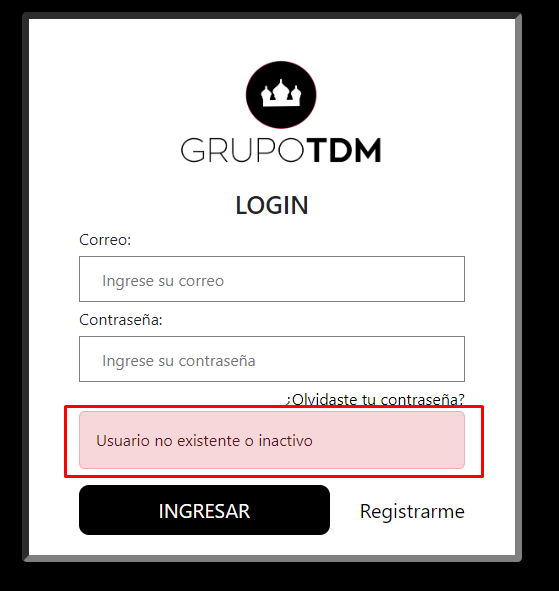 GRUPOTDM
LOGIN
Correo:
Ingrese su correo
Contraseña:
Ingrese su contraseña
¿Olvidaste tu contraseña?
Usuario no existente o inactivo
INGRESAR Registrarme